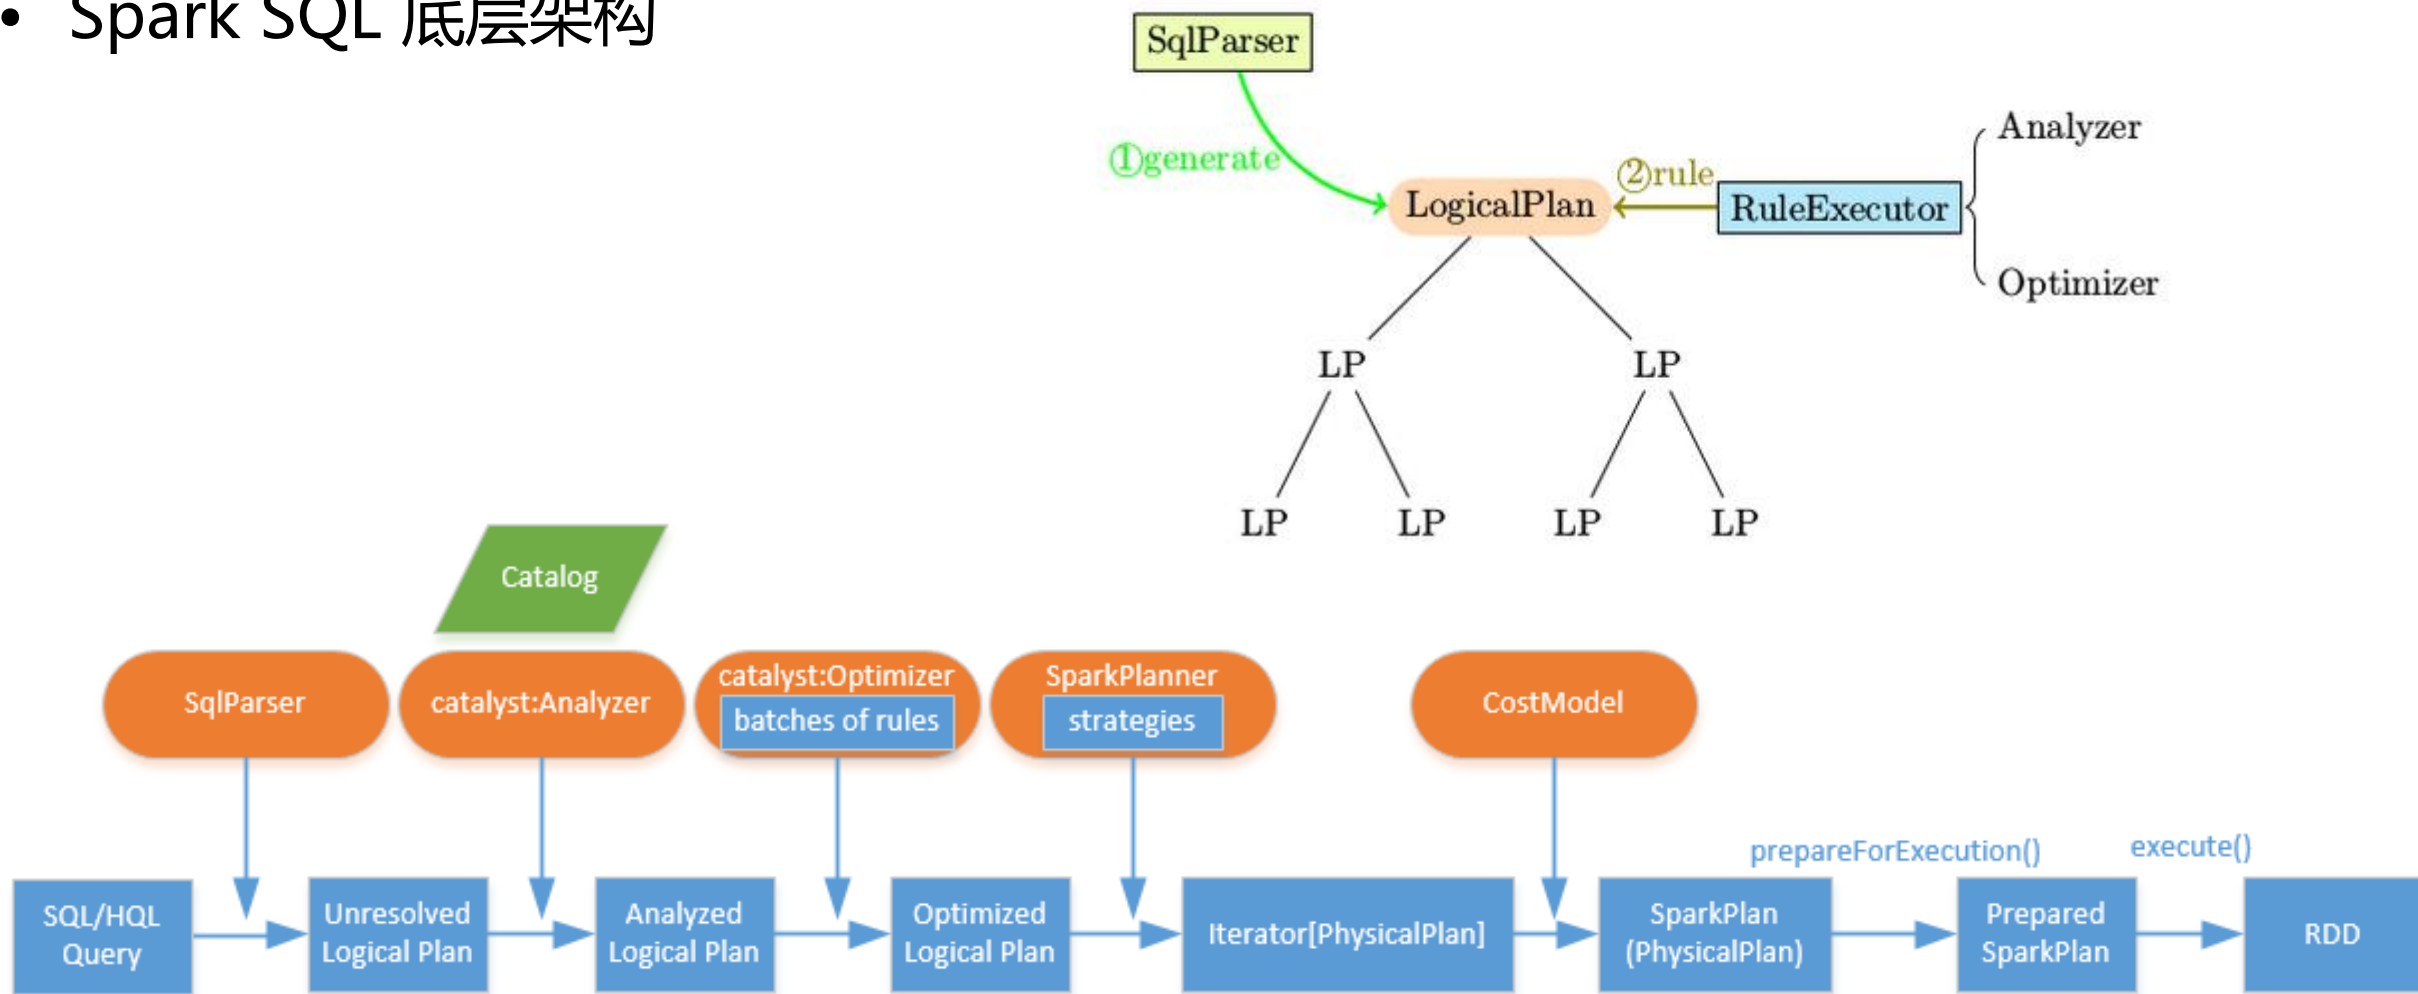 • Spark SQL 底层架构
SqlParser
①generate
LogicalPlan
②rule
RuleExecutor
Analyzer
Optimizer
LP
LP
LP
LP
LP
LP
Catalog
SqlParser
catalyst:Analyzer
catalyst:Optimizer
batches of rules
SparkPlanner
strategies
CostModel
prepareForExecution()
execute()
SQL/HQL
Query
Unresolved
Logical Plan
Analyzed
Logical Plan
Optimized
Logical Plan
Iterator[PhysicalPlan]
SparkPlan
(PhysicalPlan)
Prepared
SparkPlan
RDD